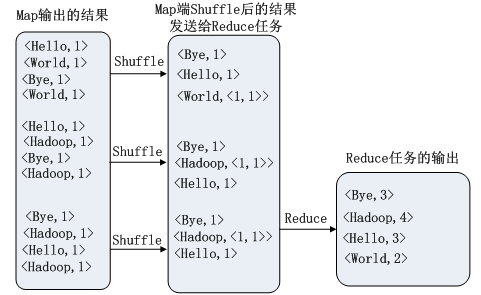 Map输出的结果
Map端Shuffle后的结果
发送给Reduce任务
<Hello,1>
<World,1>
<Bye,1>
<World,1>
Shuffle
<Bye,1>
<Hello,1>
<World,<1,1>>
<Hello,1>
<Hadoop,1>
<Bye,1>
<Hadoop,1>
Shuffle
<Bye,1>
<Hadoop,<1,1>>
<Hello,1>
<Bye,1>
<Hadoop,1>
<Hello,1>
<Hadoop,1>
Shuffle
<Bye,1>
<Hadoop,<1,1>>
<Hello,1>
Reduce
Reduce任务的输出
<Bye,3>
<Hadoop,4>
<Hello,3>
<World,2>